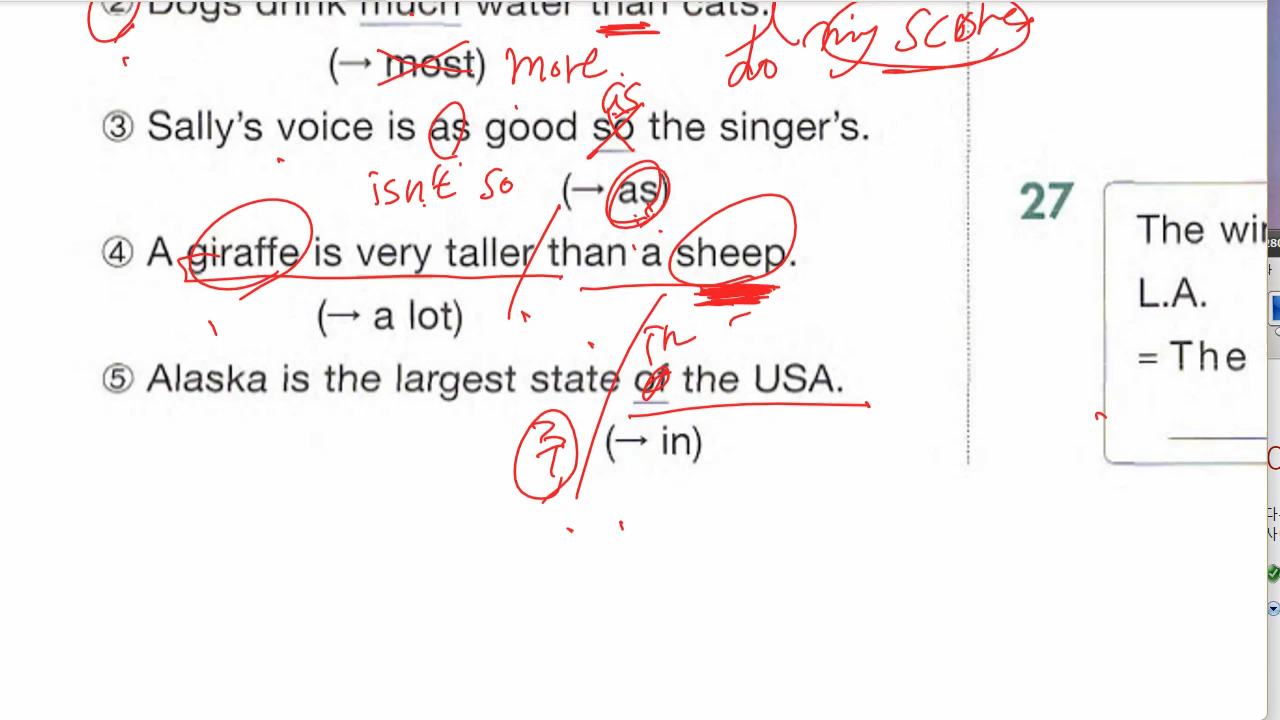 ② Dogs drink much water than cats.
(→ most) more
do my score
③ Sally's voice is as good so the singer's.
as
isn't so (→ as)
④ A giraffe is very taller than a sheep.
(→ a lot)
in
⑤ Alaska is the largest state of the USA.
(→ in)
27
The wi
L.A.
= The